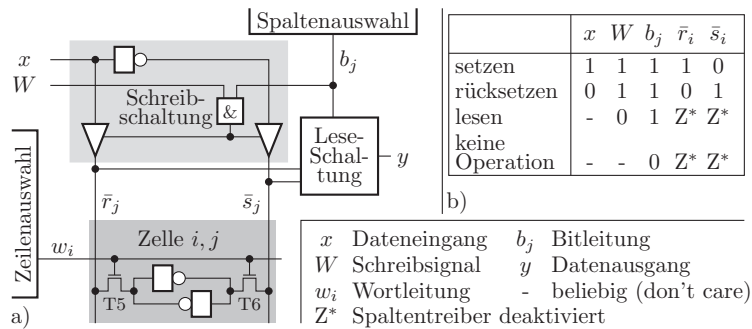 Spaltenauswahl
x
W
b_j
Schreib-
schaltung
&
Lese-
Schal-
tung
y
r̄_j
s̄_j
Zeilenauswahl
w_i
Zelle i, j
T5
T6
a)
x W b_j r̄_i s̄_i
setzen 1 1 1 1 0
rücksetzen 0 1 1 0 1
lesen - 0 1 Z* Z*
keine
Operation - - 0 Z* Z*
b)
x Dateneingang b_j Bitleitung
W Schreibsignal y Datenausgang
w_i Wortleitung - beliebig (don't care)
Z* Spaltentreiber deaktiviert